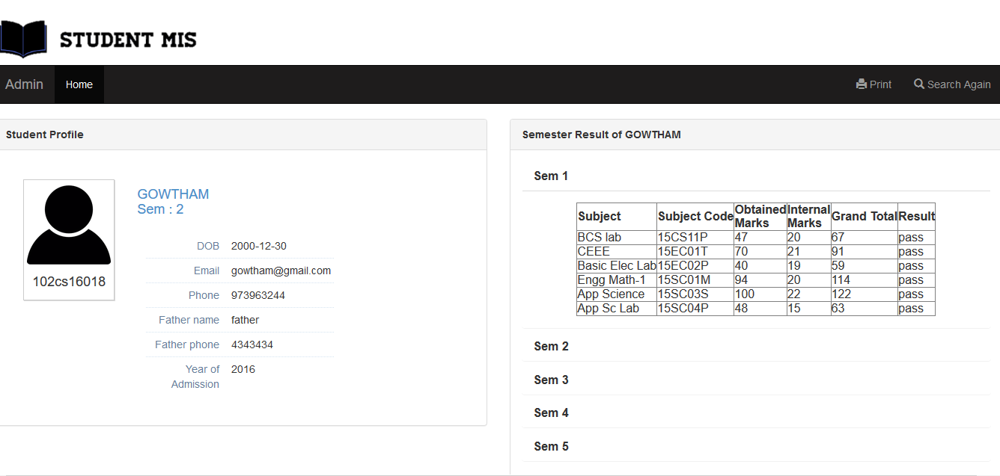 STUDENT MIS
Admin Home Print Search Again
Student Profile
102cs16018
GOWTHAM
Sem : 2
DOB 2000-12-30
Email gowtham@gmail.com
Phone 973963244
Father name father
Father phone 4343434
Year of 2016
Admission
Semester Result of GOWTHAM
Sem 1
Subject Subject Code Obtained Marks Internal Marks Grand Total Result
BCS lab 15CS11P 47 20 67 pass
CEEE 15EC01T 70 21 91 pass
Basic Elec Lab 15EC02P 40 19 59 pass
Engg Math-1 15SC01M 94 20 114 pass
App Science 15SC03S 100 22 122 pass
App Sc Lab 15SC04P 48 15 63 pass
Sem 2
Sem 3
Sem 4
Sem 5